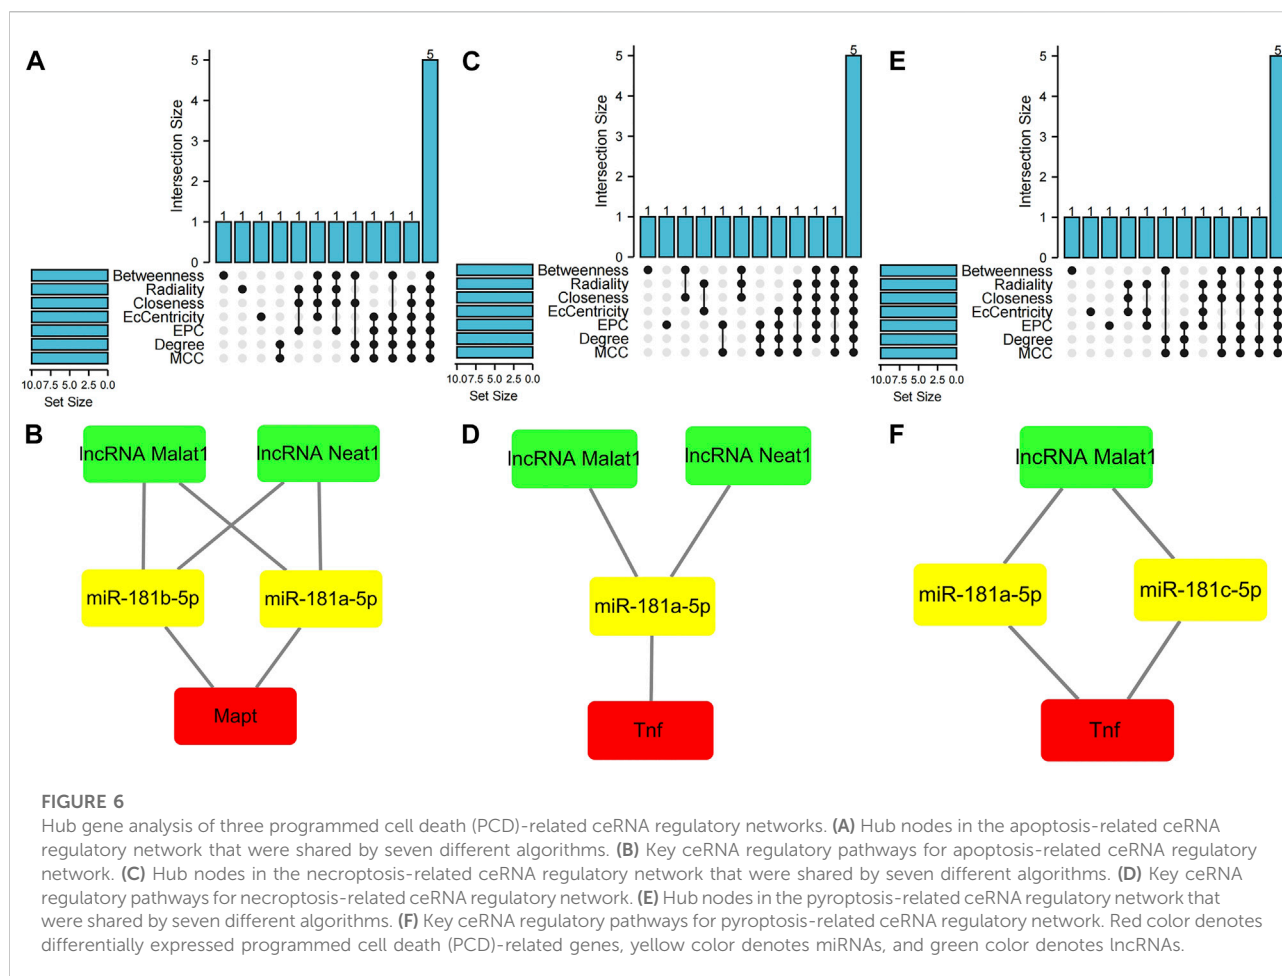 A
Intersection Size
5
4
3
2
1
0
1 1 1 1 1 1 1 1 1 1 1 5
Betweenness
Radiality
Closeness
EcCentricity
EPC
Degree
MCC
10.0 7.5 5.0 2.5 0.0
Set Size
C
Intersection Size
5
4
3
2
1
0
1 1 1 1 1 1 1 1 1 1 1 5
Betweenness
Radiality
Closeness
EcCentricity
EPC
Degree
MCC
10.0 7.5 5.0 2.5 0.0
Set Size
E
Intersection Size
5
4
3
2
1
0
1 1 1 1 1 1 1 1 1 1 1 5
Betweenness
Radiality
Closeness
EcCentricity
EPC
Degree
MCC
10.0 7.5 5.0 2.5 0.0
Set Size
B
lncRNA Malat1
lncRNA Neat1
miR-181b-5p
miR-181a-5p
Mapt
D
lncRNA Malat1
lncRNA Neat1
miR-181a-5p
Tnf
F
lncRNA Malat1
miR-181a-5p
miR-181c-5p
Tnf
FIGURE 6
Hub gene analysis of three programmed cell death (PCD)-related ceRNA regulatory networks. (A) Hub nodes in the apoptosis-related ceRNA
regulatory network that were shared by seven different algorithms. (B) Key ceRNA regulatory pathways for apoptosis-related ceRNA regulatory
network. (C) Hub nodes in the necroptosis-related ceRNA regulatory network that were shared by seven different algorithms. (D) Key ceRNA
regulatory pathways for necroptosis-related ceRNA regulatory network. (E) Hub nodes in the pyroptosis-related ceRNA regulatory network that
were shared by seven different algorithms. (F) Key ceRNA regulatory pathways for pyroptosis-related ceRNA regulatory network. Red color denotes
differentially expressed programmed cell death (PCD)-related genes, yellow color denotes miRNAs, and green color denotes lncRNAs.